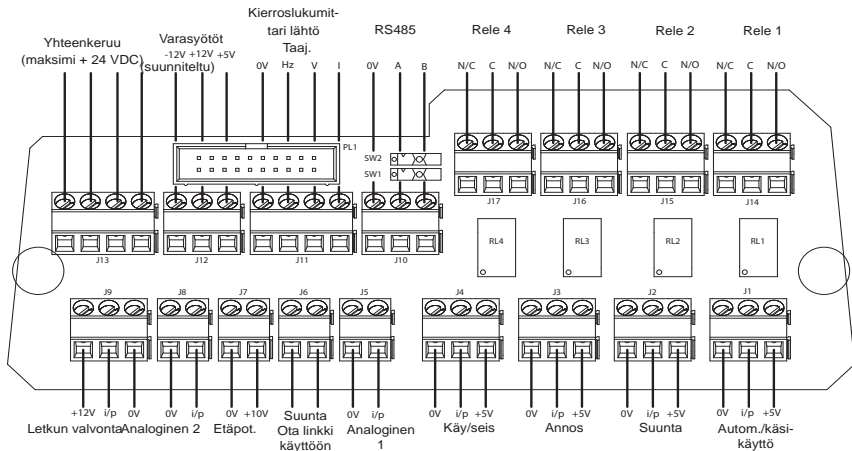 Kierroslukumit-
tari lähtö
Taaj.
Varasyötöt
Yhteenkeruu
(maksimi + 24 VDC)
-12V +12V +5V
(suunniteltu)
RS485
Rele 4
Rele 3
Rele 2
Rele 1
0V Hz V I
0V A B
N/C C N/O
N/C C N/O
N/C C N/O
N/C C N/O
PL1
SW2
SW1
J17
J16
J15
J14
J13
J12
J11
J10
RL4
RL3
RL2
RL1
J9
J8
J7
J6
J5
J4
J3
J2
J1
+12V i/p 0V
0V i/p
0V +10V
0V i/p
0V i/p +5V
0V i/p +5V
0V i/p +5V
0V i/p +5V
Letkun valvonta
Analoginen 2
Etäpot.
Suunta
Ota linkki
käyttöön
Analoginen
1
Käy/seis
Annos
Suunta
Autom./käsi-
käyttö